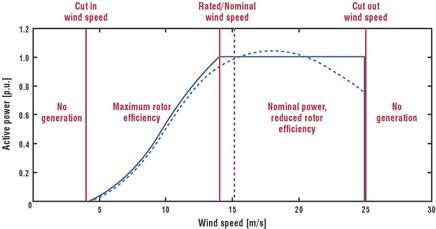 Cut in
wind speed
Rated/Nominal
wind speed
Cut out
wind speed
Active power [p.u.]
1.2
1.0
0.8
0.6
0.4
0.2
0
No
generation
Maximum rotor
efficiency
Nominal power,
reduced rotor
efficiency
No
generation
5
10
15
20
25
30
Wind speed [m/s]